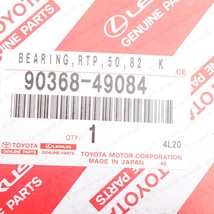 BEARING,RTP,50,82 K
CE
90368-49084
QTY
1
4L20
TOYOTA
GENUINE PARTS
LEXUS
GENUINE PARTS
TOYOTA MOTOR CORPORATION
MADE IN JAPAN